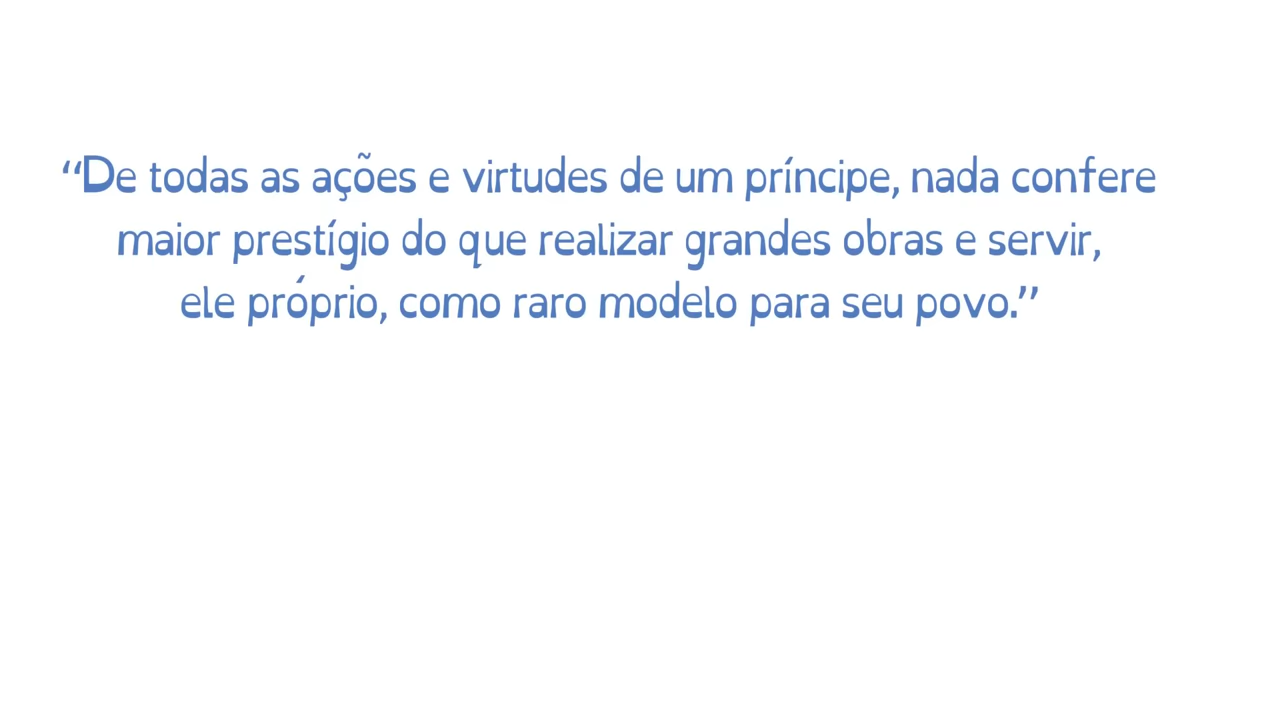 “De todas as ações e virtudes de um príncipe, nada confere
maior prestígio do que realizar grandes obras e servir,
ele próprio, como raro modelo para seu povo.”